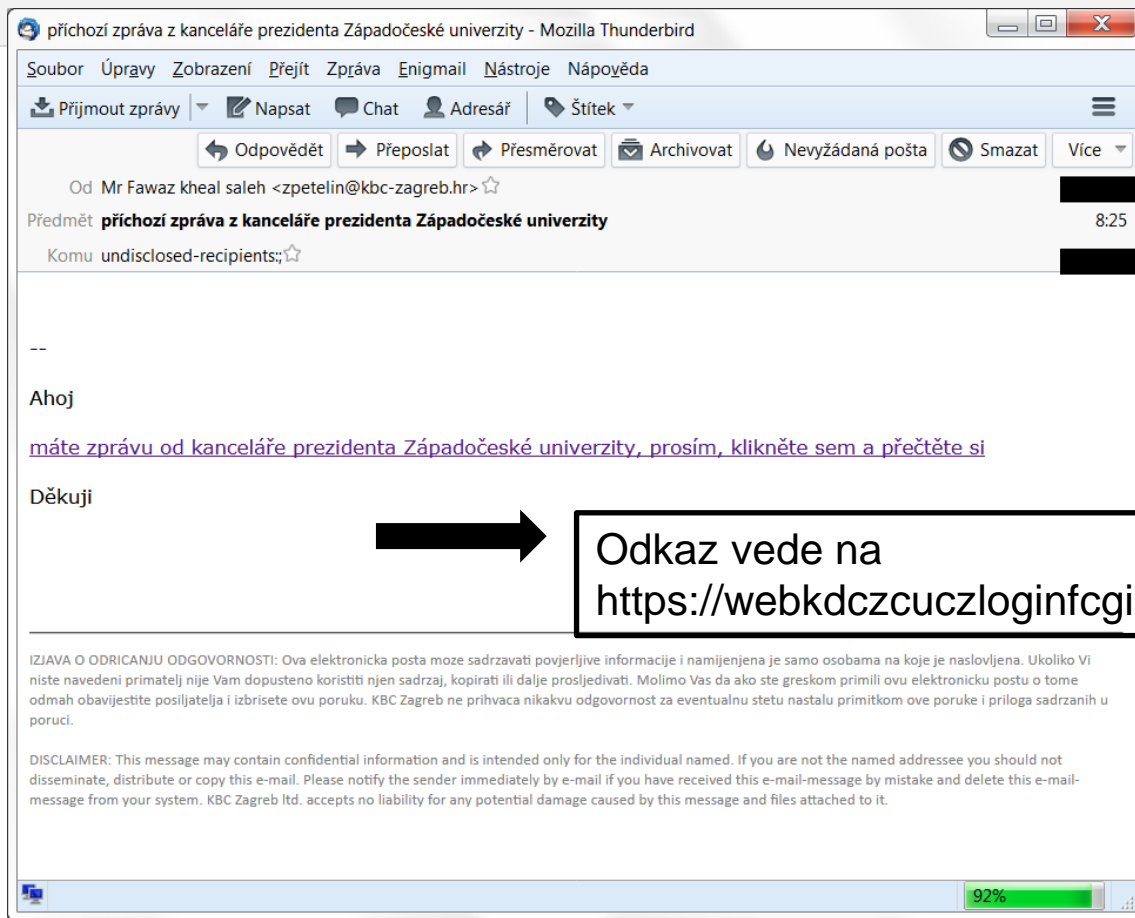 příchozí zpráva z kanceláře prezidenta Západočeské univerzity - Mozilla Thunderbird
Soubor Úpravy Zobrazení Přejít Zpráva Enigmail Nástroje Nápověda
Přijmout zprávy Napsat Chat Adresář Štítek
Odpovědět Přeposlat Přesměrovat Archivovat Nevyžádaná pošta Smazat Více
Od Mr Fawaz kheal saleh <zpetelin@kbc-zagreb.hr>
Předmět příchozí zpráva z kanceláře prezidenta Západočeské univerzity 8:25
Komu undisclosed-recipients:;
--
Ahoj
máte zprávu od kanceláře prezidenta Západočeské univerzity, prosím, klikněte sem a přečtěte si
Děkuji
Odkaz vede na
https://webkdczcuczloginfcgi
IZJAVA O ODRICANJU ODGOVORNOSTI: Ova elektronicka posta moze sadrzavati povjerljive informacije i namijenjena je samo osobama na koje je naslovljena. Ukoliko Vi
niste navedeni primatelj nije Vam dopusteno koristiti njen sadrzaj, kopirati ili dalje prosljedivati. Molimo Vas da ako ste greskom primili ovu elektronicku postu o tome
odmah obavijestite posiljatelja i izbrisete ovu poruku. KBC Zagreb ne prihvaca nikakvu odgovornost za eventualnu stetu nastalu primitkom ove poruke i priloga sadrzanih u
poruci.
DISCLAIMER: This message may contain confidential information and is intended only for the individual named. If you are not the named addressee you should not
disseminate, distribute or copy this e-mail. Please notify the sender immediately by e-mail if you have received this e-mail-message by mistake and delete this e-mail-
message from your system. KBC Zagreb ltd. accepts no liability for any potential damage caused by this message and files attached to it.
92%